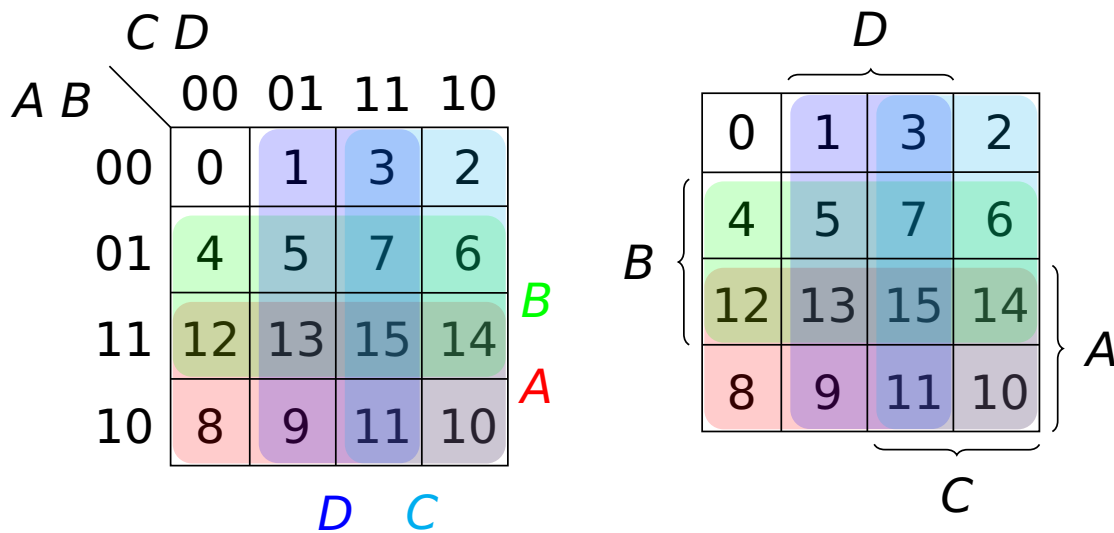 C D
A B
00 01 11 10
00 0 1 3 2
01 4 5 7 6
B
11 12 13 15 14
A
10 8 9 11 10
D C
D
0 1 3 2
4 5 7 6
B
12 13 15 14
A
8 9 11 10
C